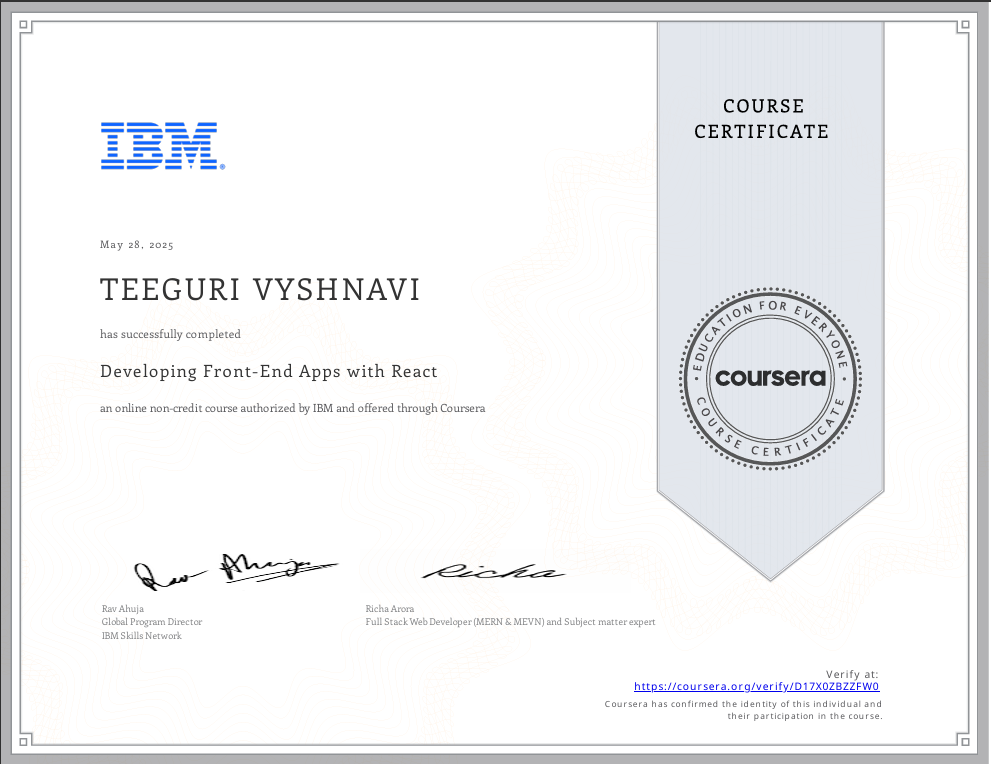 COURSE
CERTIFICATE
IBM®
May 28, 2025
TEEGURI VYSHNAVI
has successfully completed
Developing Front-End Apps with React
an online non-credit course authorized by IBM and offered through Coursera
• EDUCATION FOR EVERYONE •
coursera
COURSE CERTIFICATE
Rav Ahuja
Richa
Rav Ahuja
Global Program Director
IBM Skills Network
Richa Arora
Full Stack Web Developer (MERN & MEVN) and Subject matter expert
Verify at:
https://coursera.org/verify/D17X0ZBZZFW0
Coursera has confirmed the identity of this individual and
their participation in the course.